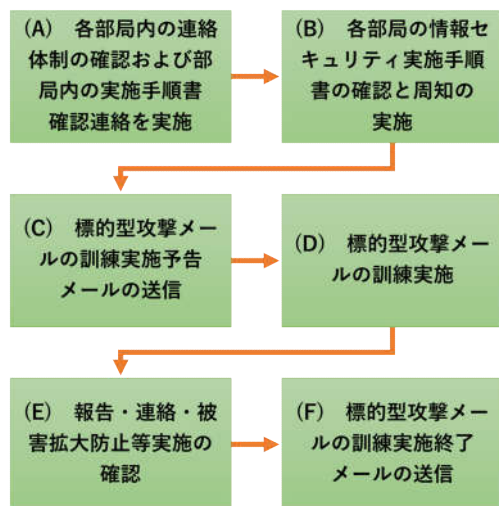 (A) 各部局内の連絡
体制の確認および部
局内の実施手順書
確認連絡を実施
(B) 各部局の情報セ
キュリティ実施手順
書の確認と周知の
実施
(C) 標的型攻撃メー
ルの訓練実施予告
メールの送信
(D) 標的型攻撃メー
ルの訓練実施
(E) 報告・連絡・被
害拡大防止等実施の
確認
(F) 標的型攻撃メー
ルの訓練実施終了
メールの送信